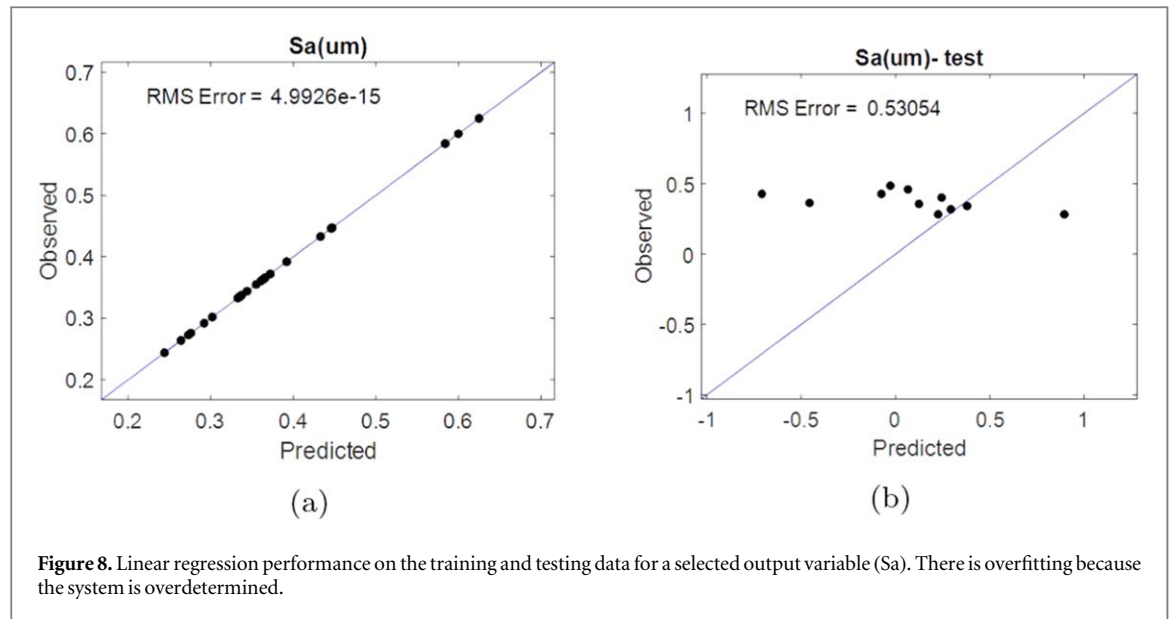 Sa(um)
RMS Error = 4.9926e-15
0.7
0.6
0.5
0.4
0.3
0.2
Observed
0.2 0.3 0.4 0.5 0.6 0.7
Predicted
(a)
Sa(um)- test
RMS Error = 0.53054
1
0.5
0
-0.5
-1
Observed
-1 -0.5 0 0.5 1
Predicted
(b)
Figure 8. Linear regression performance on the training and testing data for a selected output variable (Sa). There is overfitting because
the system is overdetermined.